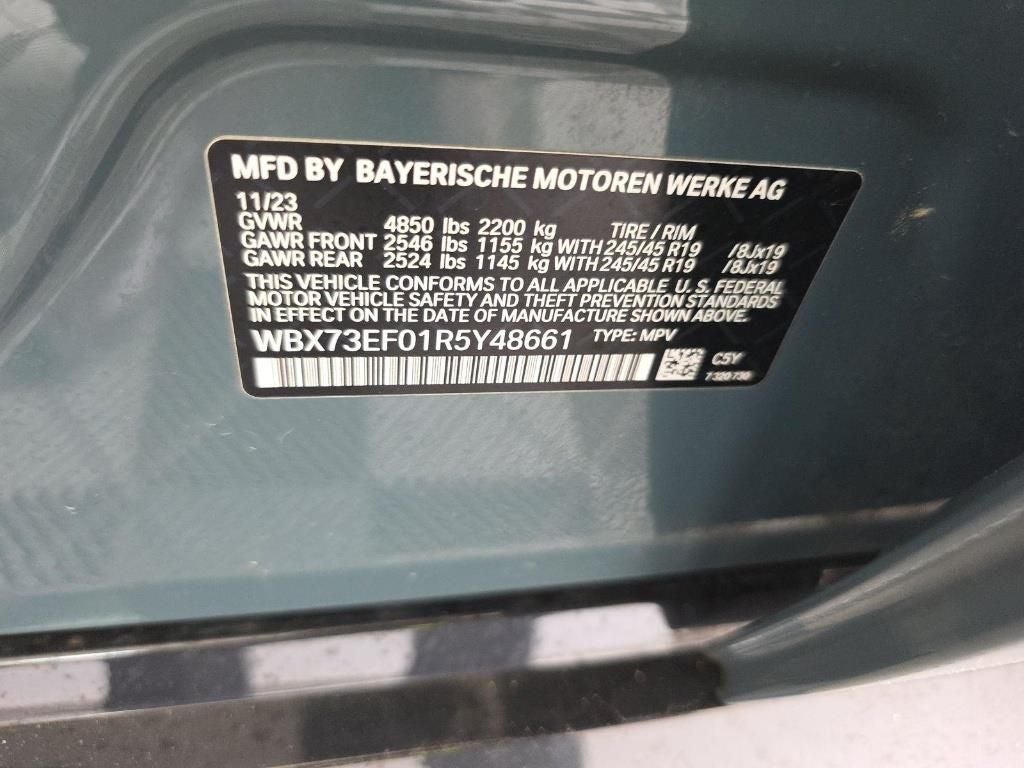 MFD BY BAYERISCHE MOTOREN WERKE AG
11/23
GVWR 4850 lbs 2200 kg TIRE / RIM
GAWR FRONT 2546 lbs 1155 kg WITH 245/45 R19 /8Jx19
GAWR REAR 2524 lbs 1145 kg WITH 245/45 R19 /8Jx19
THIS VEHICLE CONFORMS TO ALL APPLICABLE U.S. FEDERAL
MOTOR VEHICLE SAFETY AND THEFT PREVENTION STANDARDS
IN EFFECT ON THE DATE OF MANUFACTURE SHOWN ABOVE.
WBX73EF01R5Y48661 TYPE: MPV
C5Y
7320730